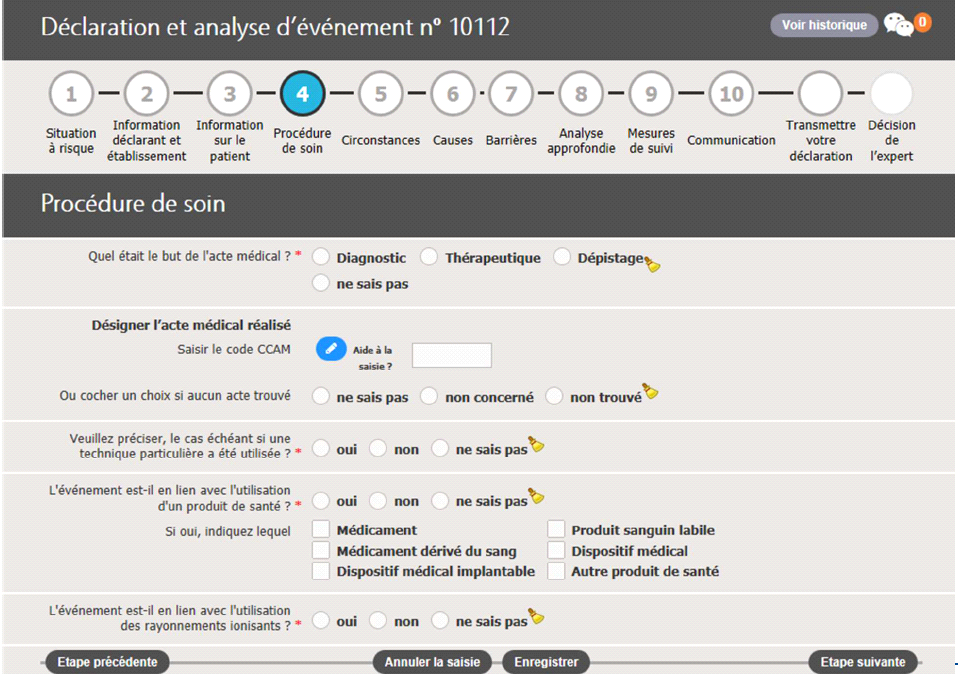 Déclaration et analyse d’événement n° 10112
Voir historique
0
1
2
3
4
5
6
7
8
9
10
Situation
à risque
Information
déclarant et
établissement
Information
sur le
patient
Procédure
de soin
Circonstances
Causes
Barrières
Analyse
approfondie
Mesures
de suivi
Communication
Transmettre
votre
déclaration
Décision
de
l’expert
Procédure de soin
Quel était le but de l'acte médical ? * Diagnostic Thérapeutique Dépistage
ne sais pas
Désigner l’acte médical réalisé
Saisir le code CCAM
Aide à la
saisie ?
Ou cocher un choix si aucun acte trouvé ne sais pas non concerné non trouvé
Veuillez préciser, le cas échéant si une
technique particulière a été utilisée ? * oui non ne sais pas
L'événement est-il en lien avec l'utilisation
d'un produit de santé ? * oui non ne sais pas
Si oui, indiquez lequel Médicament Produit sanguin labile
Médicament dérivé du sang Dispositif médical
Dispositif médical implantable Autre produit de santé
L'événement est-il en lien avec l'utilisation
des rayonnements ionisants ? * oui non ne sais pas
Etape précédente Annuler la saisie Enregistrer Etape suivante